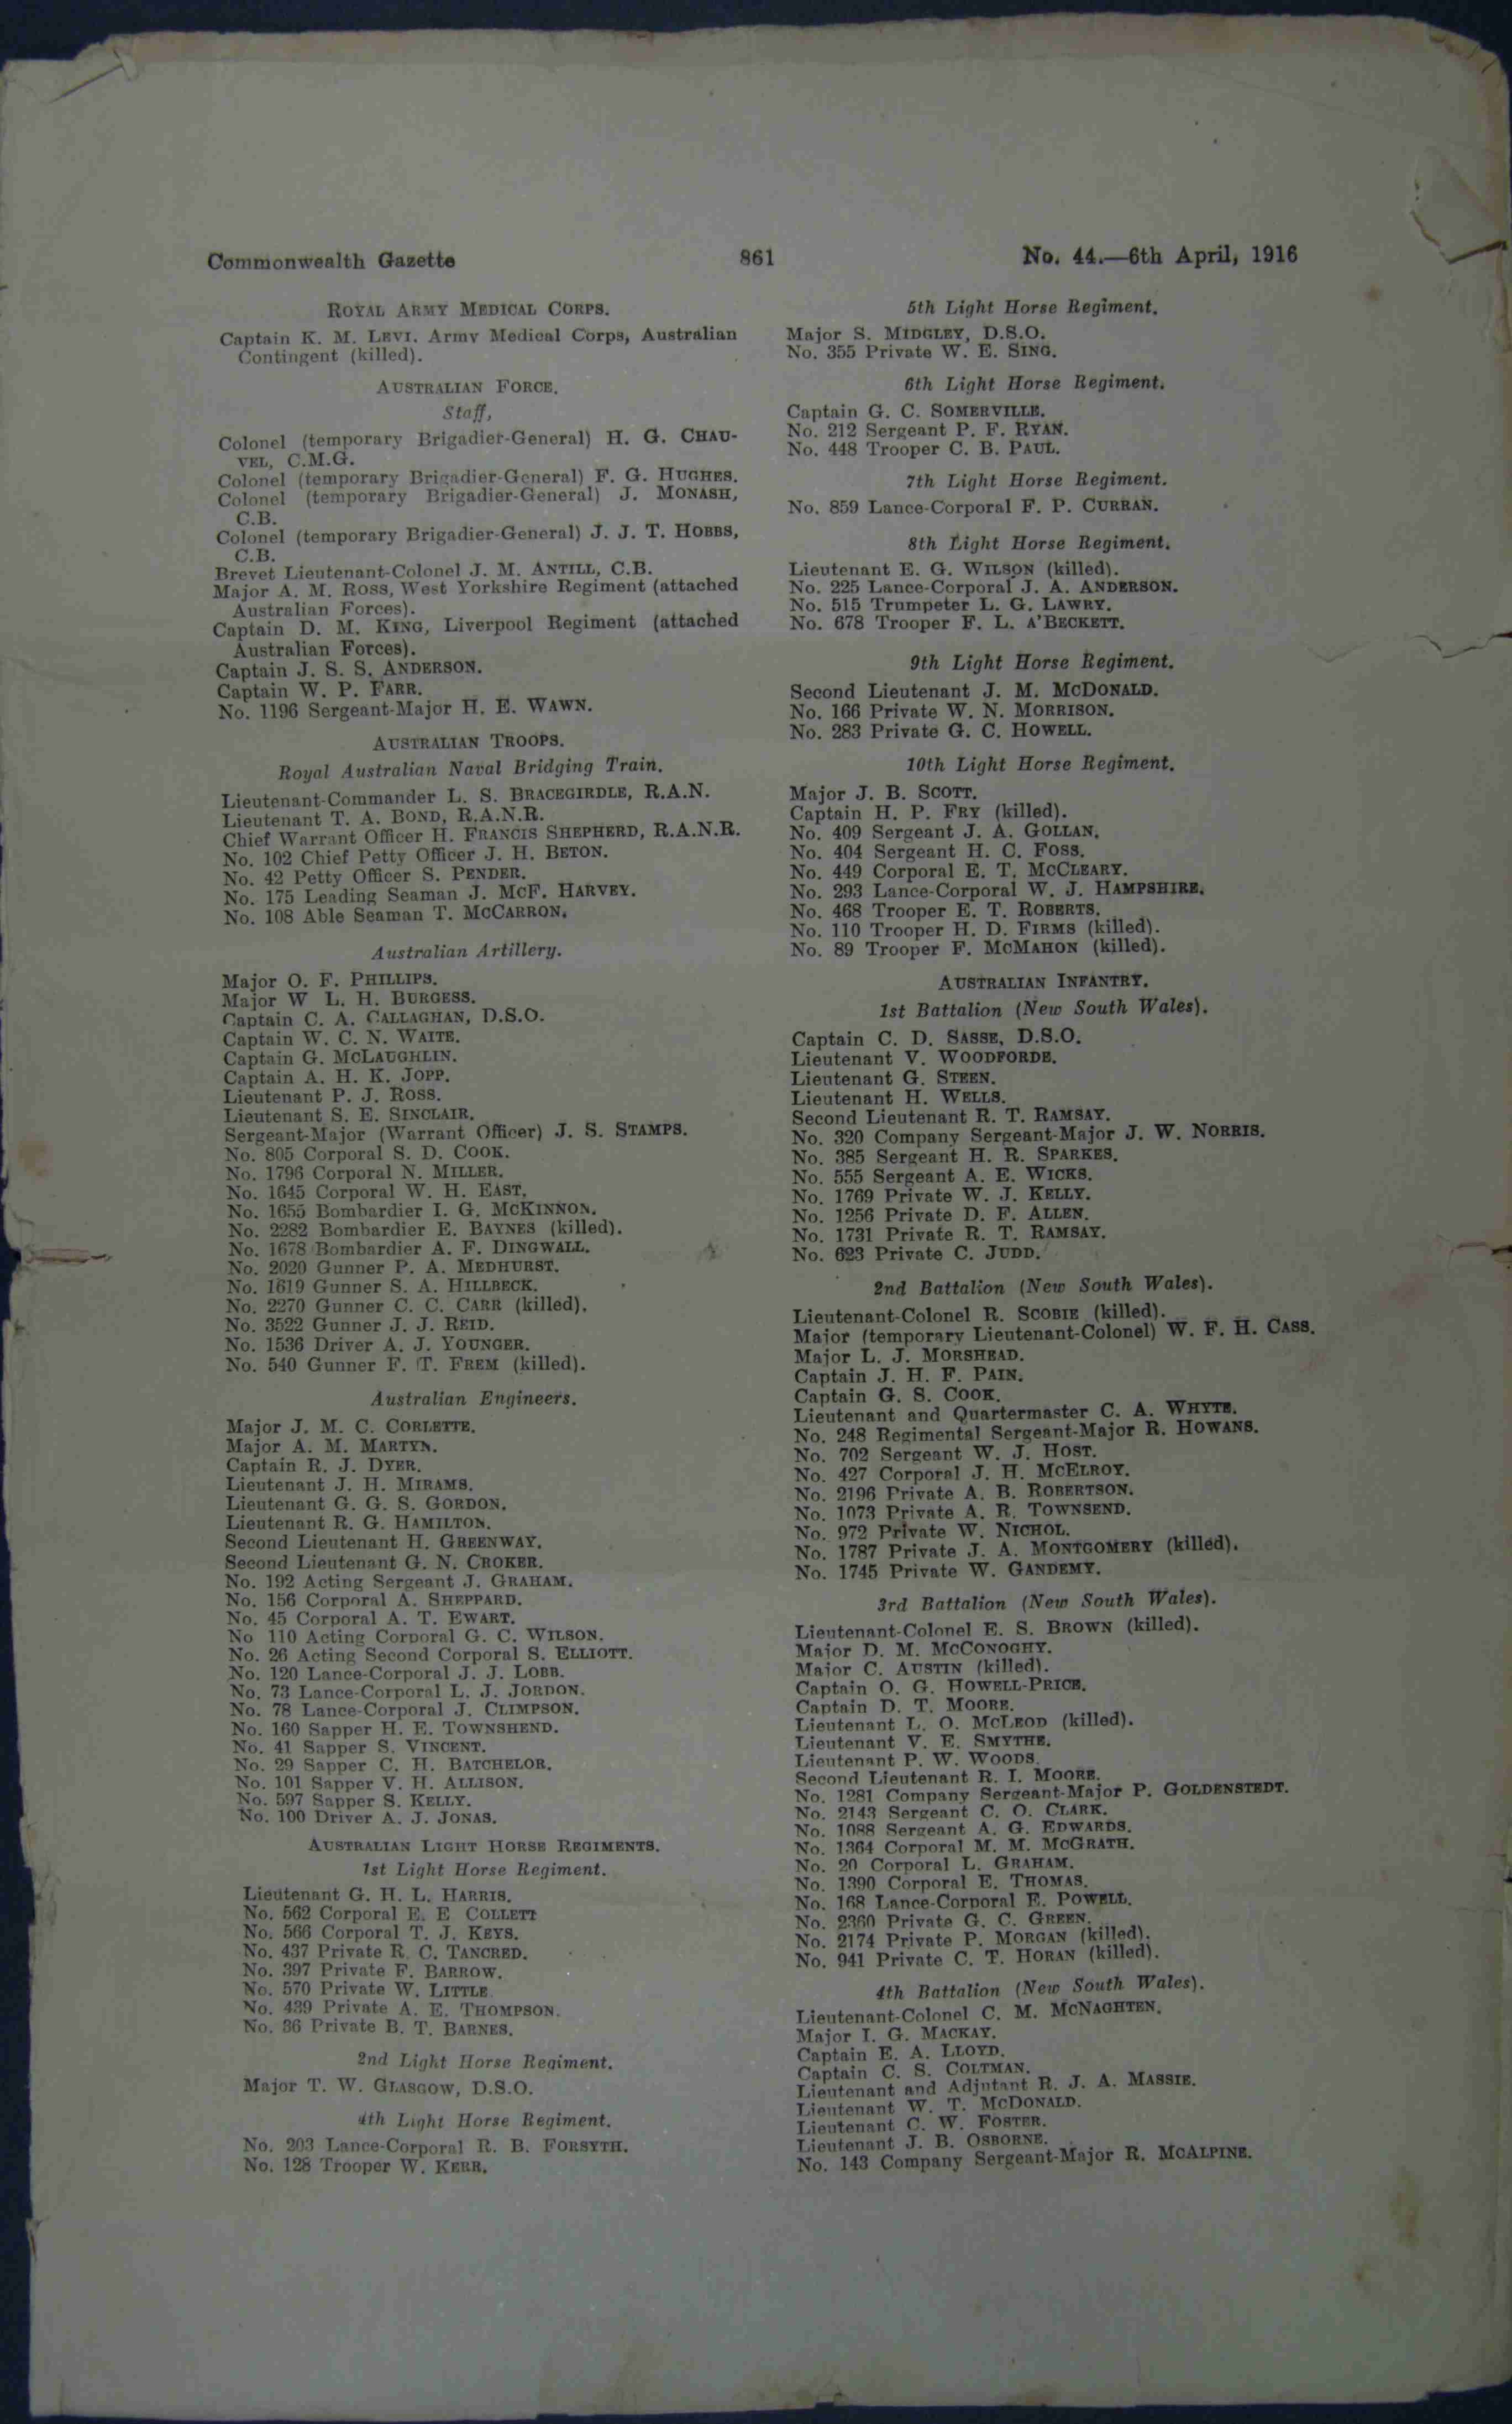 Commonwealth Gazette 861 No. 44.—6th April, 1916
ROYAL ARMY MEDICAL CORPS.
Captain K. M. LEVI, Army Medical Corps, Australian
Contingent (killed).
AUSTRALIAN FORCE.
Staff,
Colonel (temporary Brigadier-General) H. G. CHAU-
VEL, C.M.G.
Colonel (temporary Brigadier-General) F. G. HUGHES.
Colonel (temporary Brigadier-General) J. MONASH,
C.B.
Colonel (temporary Brigadier-General) J. J. T. HOBBS,
C.B.
Brevet Lieutenant-Colonel J. M. ANTILL, C.B.
Major A. M. ROSS, West Yorkshire Regiment (attached
Australian Forces).
Captain D. M. KING, Liverpool Regiment (attached
Australian Forces).
Captain J. S. S. ANDERSON.
Captain W. P. FARR.
No. 1196 Sergeant-Major H. E. WAWN.
AUSTRALIAN TROOPS.
Royal Australian Naval Bridging Train.
Lieutenant-Commander L. S. BRACEGIRDLE, R.A.N.
Lieutenant T. A. BOND, R.A.N.R.
Chief Warrant Officer H. FRANCIS SHEPHERD, R.A.N.R.
No. 102 Chief Petty Officer J. H. BETON.
No. 42 Petty Officer S. PENDER.
No. 175 Leading Seaman J. McF. HARVEY.
No. 108 Able Seaman T. McCARRON.
Australian Artillery.
Major O. F. PHILLIPS.
Major W L. H. BURGESS.
Captain C. A. CALLAGHAN, D.S.O.
Captain W. C. N. WAITE.
Captain G. McLAUGHLIN.
Captain A. H. K. JOPP.
Lieutenant P. J. ROSS.
Lieutenant S. E. SINCLAIR.
Sergeant-Major (Warrant Officer) J. S. STAMPS.
No. 805 Corporal S. D. COOK.
No. 1796 Corporal N. MILLER.
No. 1645 Corporal W. H. EAST.
No. 1655 Bombardier I. G. McKINNON.
No. 2282 Bombardier E. BAYNES (killed).
No. 1678 Bombardier A. F. DINGWALL.
No. 2020 Gunner P. A. MEDHURST.
No. 1619 Gunner S. A. HILLBECK.
No. 2270 Gunner C. C. CARR (killed).
No. 3522 Gunner J. J. REID.
No. 1536 Driver A. J. YOUNGER.
No. 540 Gunner F. T. FREM (killed).
Australian Engineers.
Major J. M. C. CORLETTE.
Major A. M. MARTYN.
Captain R. J. DYER.
Lieutenant J. H. MIRAMS.
Lieutenant G. G. S. GORDON.
Lieutenant R. G. HAMILTON.
Second Lieutenant H. GREENWAY.
Second Lieutenant G. N. CROKER.
No. 192 Acting Sergeant J. GRAHAM.
No. 156 Corporal A. SHEPPARD.
No. 45 Corporal A. T. EWART.
No 110 Acting Corporal G. C. WILSON.
No. 26 Acting Second Corporal S. ELLIOTT.
No. 120 Lance-Corporal J. J. LOBB.
No. 73 Lance-Corporal L. J. JORDON.
No. 78 Lance-Corporal J. CLIMPSON.
No. 160 Sapper H. E. TOWNSHEND.
No. 41 Sapper S. VINCENT.
No. 29 Sapper C. H. BATCHELOR.
No. 101 Sapper V. H. ALLISON.
No. 597 Sapper S. KELLY.
No. 100 Driver A. J. JONAS.
AUSTRALIAN LIGHT HORSE REGIMENTS.
1st Light Horse Regiment.
Lieutenant G. H. L. HARRIS.
No. 562 Corporal E. E COLLETT
No. 566 Corporal T. J. KEYS.
No. 437 Private R. C. TANCRED.
No. 397 Private F. BARROW.
No. 570 Private W. LITTLE.
No. 439 Private A. E. THOMPSON.
No. 36 Private B. T. BARNES.
2nd Light Horse Regiment.
Major T. W. GLASGOW, D.S.O.
4th Light Horse Regiment.
No. 203 Lance-Corporal R. B. FORSYTH.
No. 128 Trooper W. KERR.
5th Light Horse Regiment.
Major S. MIDGLEY, D.S.O.
No. 355 Private W. E. SING.
6th Light Horse Regiment.
Captain G. C. SOMERVILLE.
No. 212 Sergeant P. F. RYAN.
No. 448 Trooper C. B. PAUL.
7th Light Horse Regiment.
No. 859 Lance-Corporal F. P. CURRAN.
8th Light Horse Regiment.
Lieutenant E. G. WILSON (killed).
No. 225 Lance-Corporal J. A. ANDERSON.
No. 515 Trumpeter L. G. LAWRY.
No. 678 Trooper F. L. A'BECKETT.
9th Light Horse Regiment.
Second Lieutenant J. M. McDONALD.
No. 166 Private W. N. MORRISON.
No. 283 Private G. C. HOWELL.
10th Light Horse Regiment.
Major J. B. SCOTT.
Captain H. P. FRY (killed).
No. 409 Sergeant J. A. GOLLAN.
No. 404 Sergeant H. C. FOSS.
No. 449 Corporal E. T. McCLEARY.
No. 293 Lance-Corporal W. J. HAMPSHIRE.
No. 468 Trooper E. T. ROBERTS.
No. 110 Trooper H. D. FIRMS (killed).
No. 89 Trooper F. McMAHON (killed).
AUSTRALIAN INFANTRY.
1st Battalion (New South Wales).
Captain C. D. SASSE, D.S.O.
Lieutenant V. WOODFORDE.
Lieutenant G. STEEN.
Lieutenant H. WELLS.
Second Lieutenant R. T. RAMSAY.
No. 320 Company Sergeant-Major J. W. NORRIS.
No. 385 Sergeant H. R. SPARKES.
No. 555 Sergeant A. E. WICKS.
No. 1769 Private W. J. KELLY.
No. 1256 Private D. F. ALLEN.
No. 1731 Private R. T. RAMSAY.
No. 623 Private C. JUDD.
2nd Battalion (New South Wales).
Lieutenant-Colonel R. SCOBIE (killed).
Major (temporary Lieutenant-Colonel) W. F. H. CASS.
Major L. J. MORSHEAD.
Captain J. H. F. PAIN.
Captain G. S. COOK.
Lieutenant and Quartermaster C. A. WHYTE.
No. 248 Regimental Sergeant-Major R. HOWANS.
No. 702 Sergeant W. J. HOST.
No. 427 Corporal J. H. McELROY.
No. 2196 Private A. B. ROBERTSON.
No. 1073 Private A. R. TOWNSEND.
No. 972 Private W. NICHOL.
No. 1787 Private J. A. MONTGOMERY (killed).
No. 1745 Private W. GANDEMY.
3rd Battalion (New South Wales).
Lieutenant-Colonel E. S. BROWN (killed).
Major D. M. McCONOGHY.
Major C. AUSTIN (killed).
Captain O. G. HOWELL-PRICE.
Captain D. T. MOORE.
Lieutenant L. O. McLEOD (killed).
Lieutenant V. E. SMYTHE.
Lieutenant P. W. WOODS.
Second Lieutenant R. I. MOORE.
No. 1281 Company Sergeant-Major P. GOLDENSTEDT.
No. 2143 Sergeant C. O. CLARK.
No. 1088 Sergeant A. G. EDWARDS.
No. 1364 Corporal M. M. McGRATH.
No. 20 Corporal L. GRAHAM.
No. 1390 Corporal E. THOMAS.
No. 168 Lance-Corporal E. POWELL.
No. 2360 Private G. C. GREEN.
No. 2174 Private P. MORGAN (killed).
No. 941 Private C. T. HORAN (killed).
4th Battalion (New South Wales).
Lieutenant-Colonel C. M. McNAGHTEN.
Major I. G. MACKAY.
Captain E. A. LLOYD.
Captain C. S. COLTMAN.
Lieutenant and Adjutant R. J. A. MASSIE.
Lieutenant W. T. McDONALD.
Lieutenant C. W. FOSTER.
Lieutenant J. B. OSBORNE.
No. 143 Company Sergeant-Major R. McALPINE.